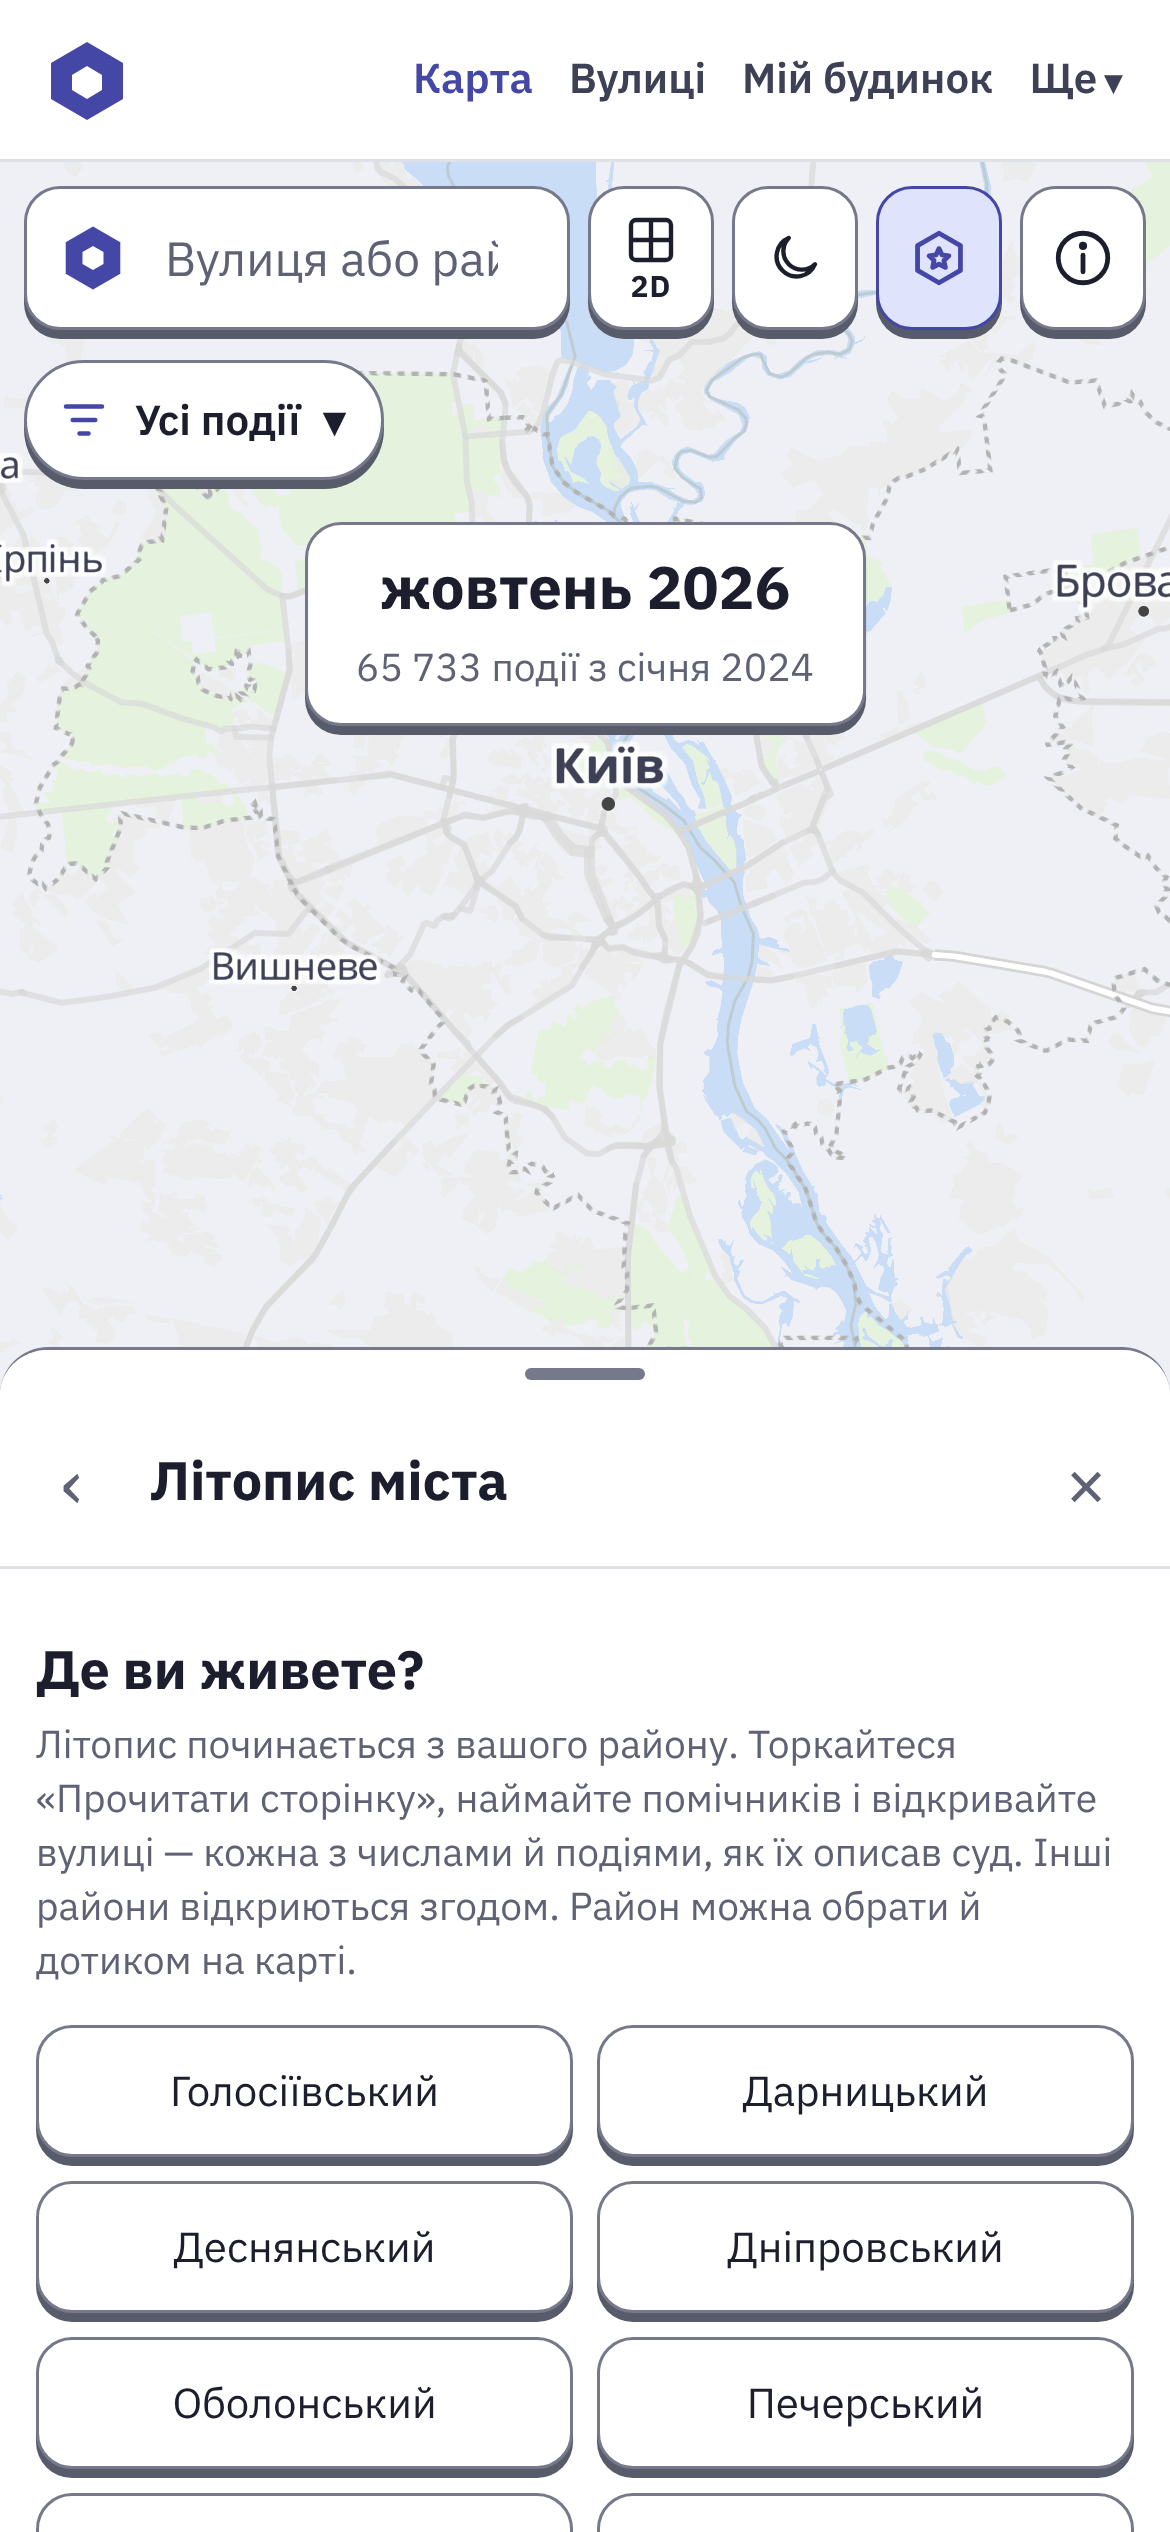 Карта Вулиці Мій будинок Ще ▾
Вулиця або рай
2D
Усі події ▼
а
рпінь
жовтень 2026
65 733 події з січня 2024
Брова
Київ
Вишневе
‹ Літопис міста ×
Де ви живете?
Літопис починається з вашого району. Торкайтеся
«Прочитати сторінку», наймайте помічників і відкривайте
вулиці — кожна з числами й подіями, як їх описав суд. Інші
райони відкриються згодом. Район можна обрати й
дотиком на карті.
Голосіївський Дарницький
Деснянський Дніпровський
Оболонський Печерський